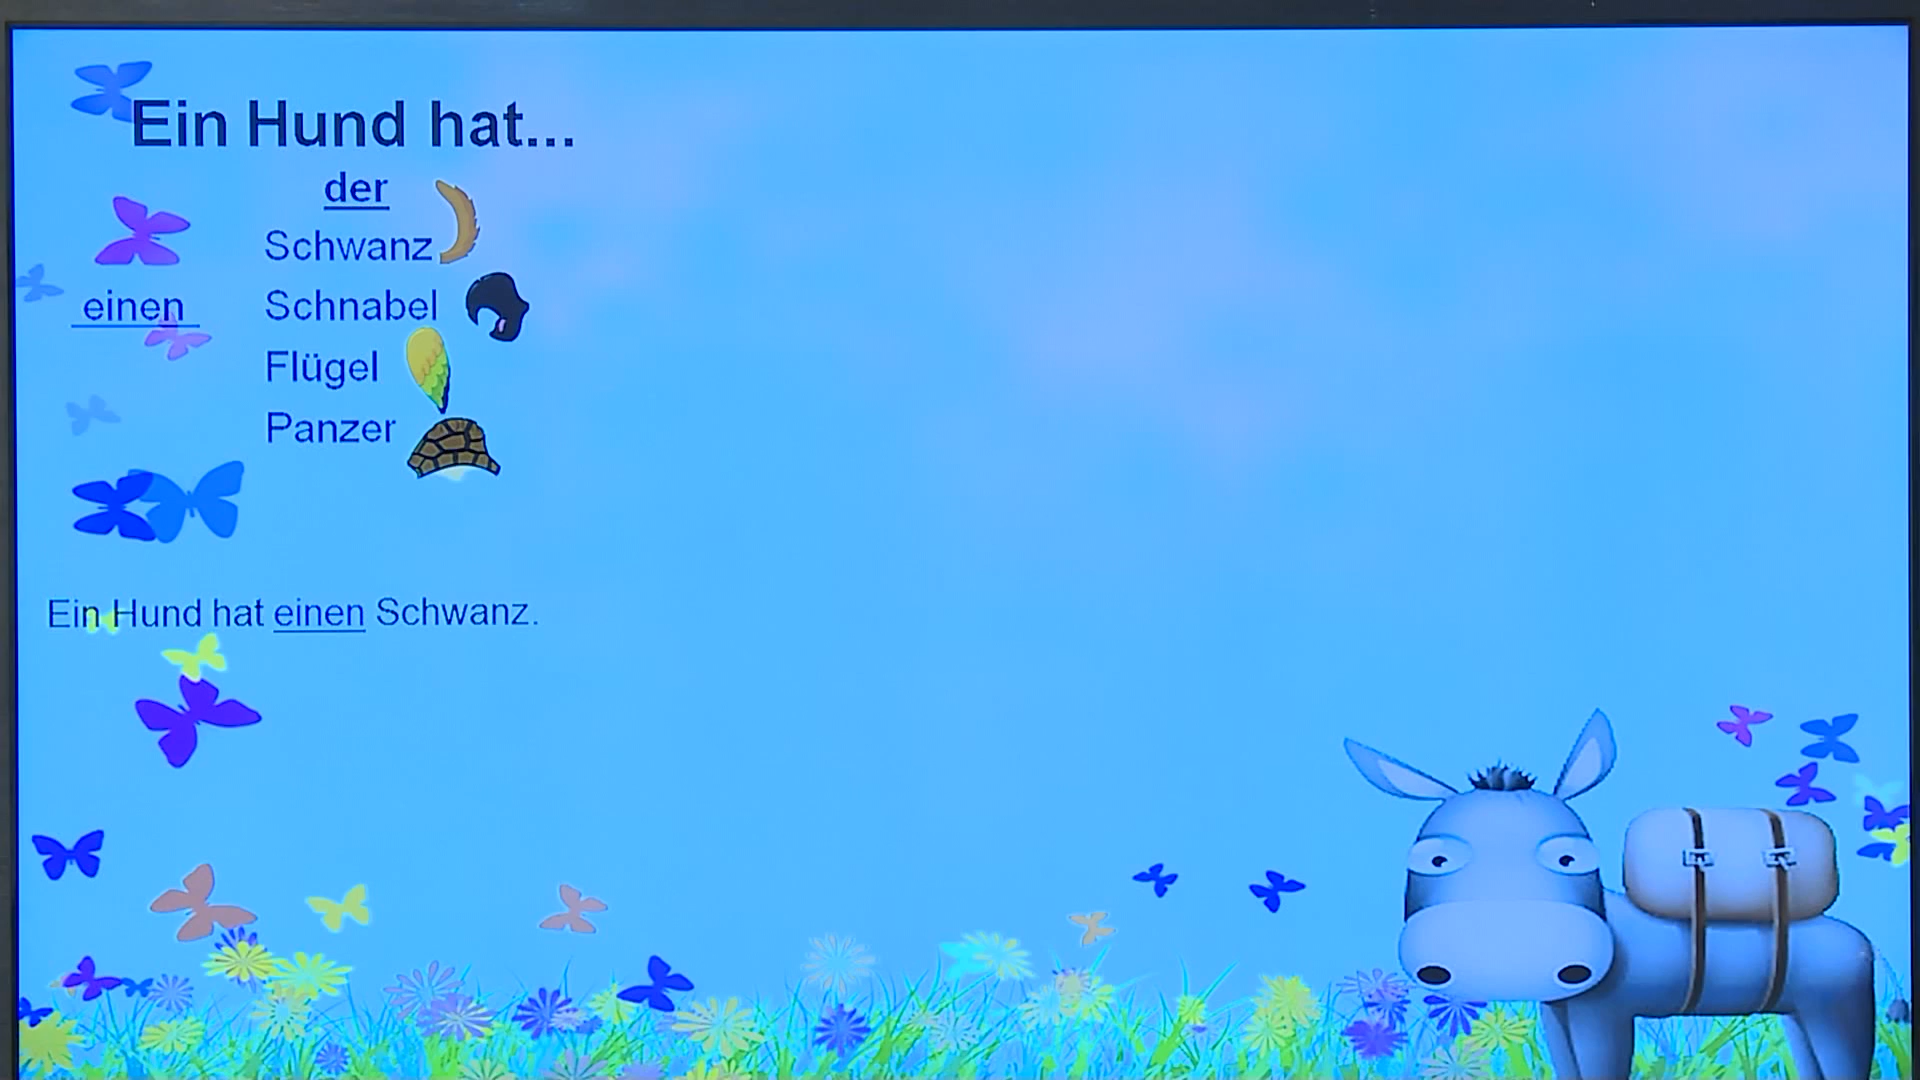 Ein Hund hat...
der
Schwanz
einen Schnabel
Flügel
Panzer
Ein Hund hat einen Schwanz.